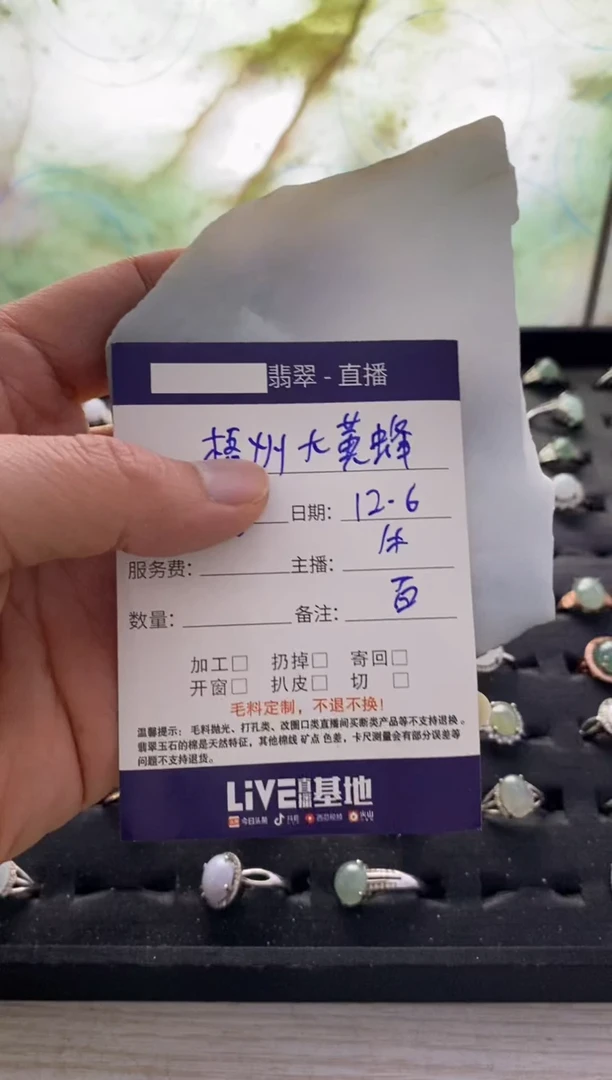 翡翠 - 直播
梧州大黄蜂
日期: 12-6
服务费: 主播:
数量: 备注: 百
加工□ 扔掉□ 寄回□
开窗□ 扒皮□ 切 □
毛料定制，不退不换!
温馨提示： 毛料抛光、打孔类、改圈口类直播间买断类产品等不支持退换。
翡翠玉石的棉是天然特征，其他棉线 矿点 色差，卡尺测量会有部分误差等
问题不支持退货。
LiVE直播基地
今日头条 抖音 西瓜视频 火山